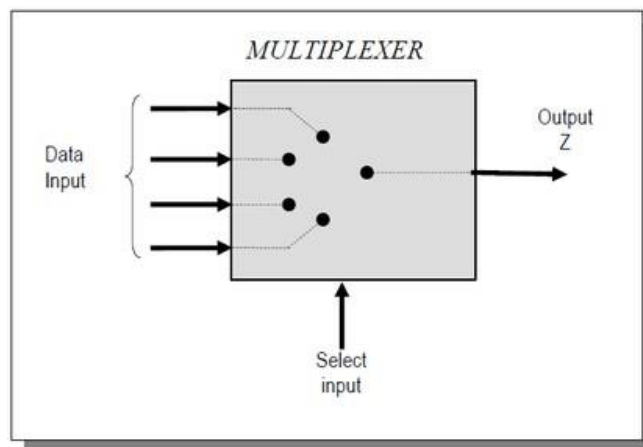 MULTIPLEXER
Data
Input
Output
Z
Select
input